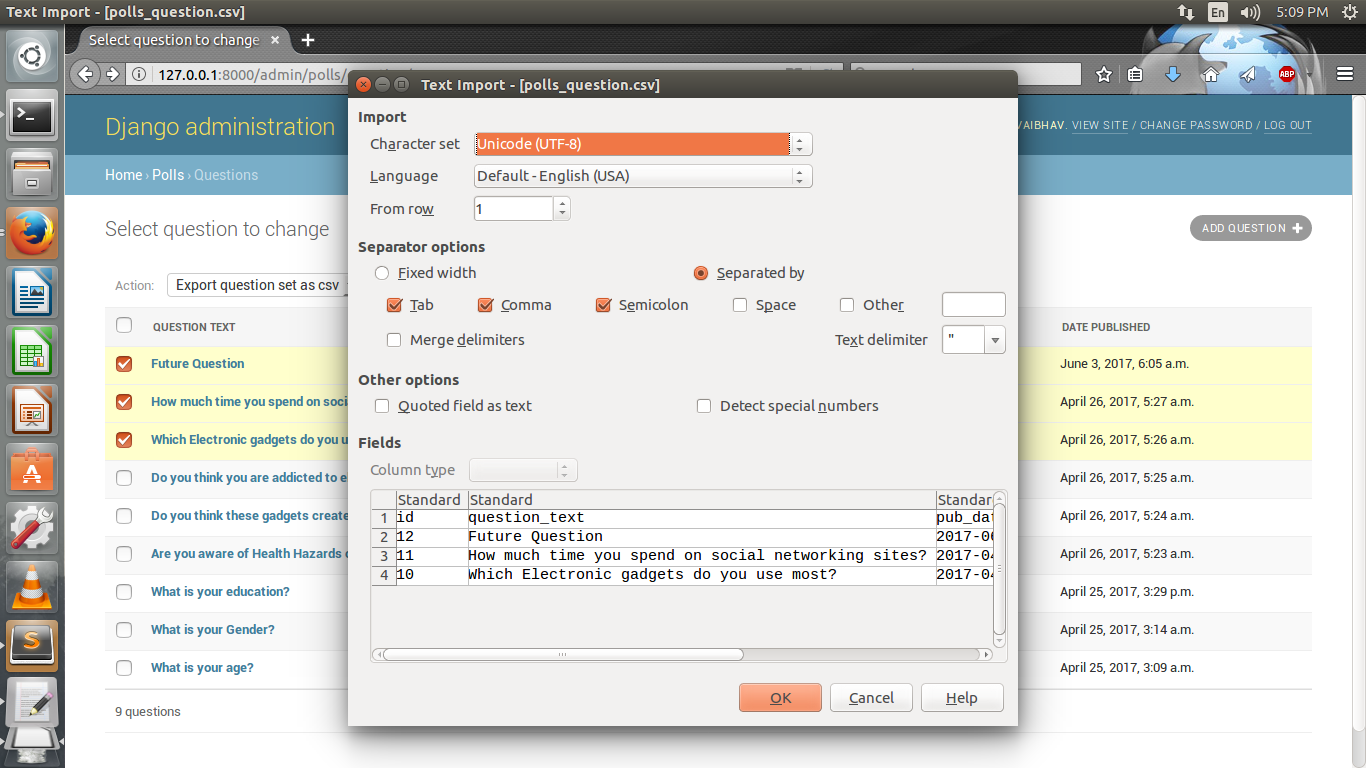 Text Import - [polls_question.csv]
En
5:09 PM
Select question to change
127.0.0.1:8000/admin/polls/
ABP
Text Import - [polls_question.csv]
Django administration
VAIBHAV. VIEW SITE / CHANGE PASSWORD / LOG OUT
Home › Polls › Questions
Select question to change
ADD QUESTION +
Action: Export question set as csv
QUESTION TEXT
DATE PUBLISHED
Future Question
June 3, 2017, 6:05 a.m.
How much time you spend on soci
April 26, 2017, 5:27 a.m.
Which Electronic gadgets do you u
April 26, 2017, 5:26 a.m.
Do you think you are addicted to e
April 26, 2017, 5:25 a.m.
Do you think these gadgets create
April 26, 2017, 5:24 a.m.
Are you aware of Health Hazards
April 26, 2017, 5:23 a.m.
What is your education?
April 25, 2017, 3:29 p.m.
What is your Gender?
April 25, 2017, 3:14 a.m.
What is your age?
April 25, 2017, 3:09 a.m.
9 questions
Import
Character set Unicode (UTF-8)
Language Default - English (USA)
From row 1
Separator options
Fixed width Separated by
Tab Comma Semicolon Space Other
Merge delimiters Text delimiter "
Other options
Quoted field as text Detect special numbers
Fields
Column type
Standard Standard Standar
1 id question_text pub_dat
2 12 Future Question 2017-06
3 11 How much time you spend on social networking sites? 2017-04
4 10 Which Electronic gadgets do you use most? 2017-04
OK Cancel Help